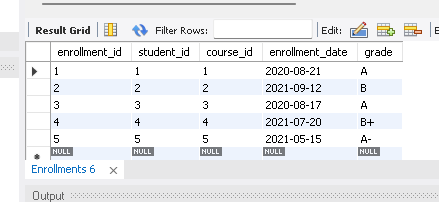 Result Grid Filter Rows: Edit:
enrollment_id student_id course_id enrollment_date grade
1 1 1 2020-08-21 A
2 2 2 2021-09-12 B
3 3 3 2020-08-17 A
4 4 4 2021-07-20 B+
5 5 5 2021-05-15 A-
NULL NULL NULL NULL NULL
Enrollments 6 ×
Output